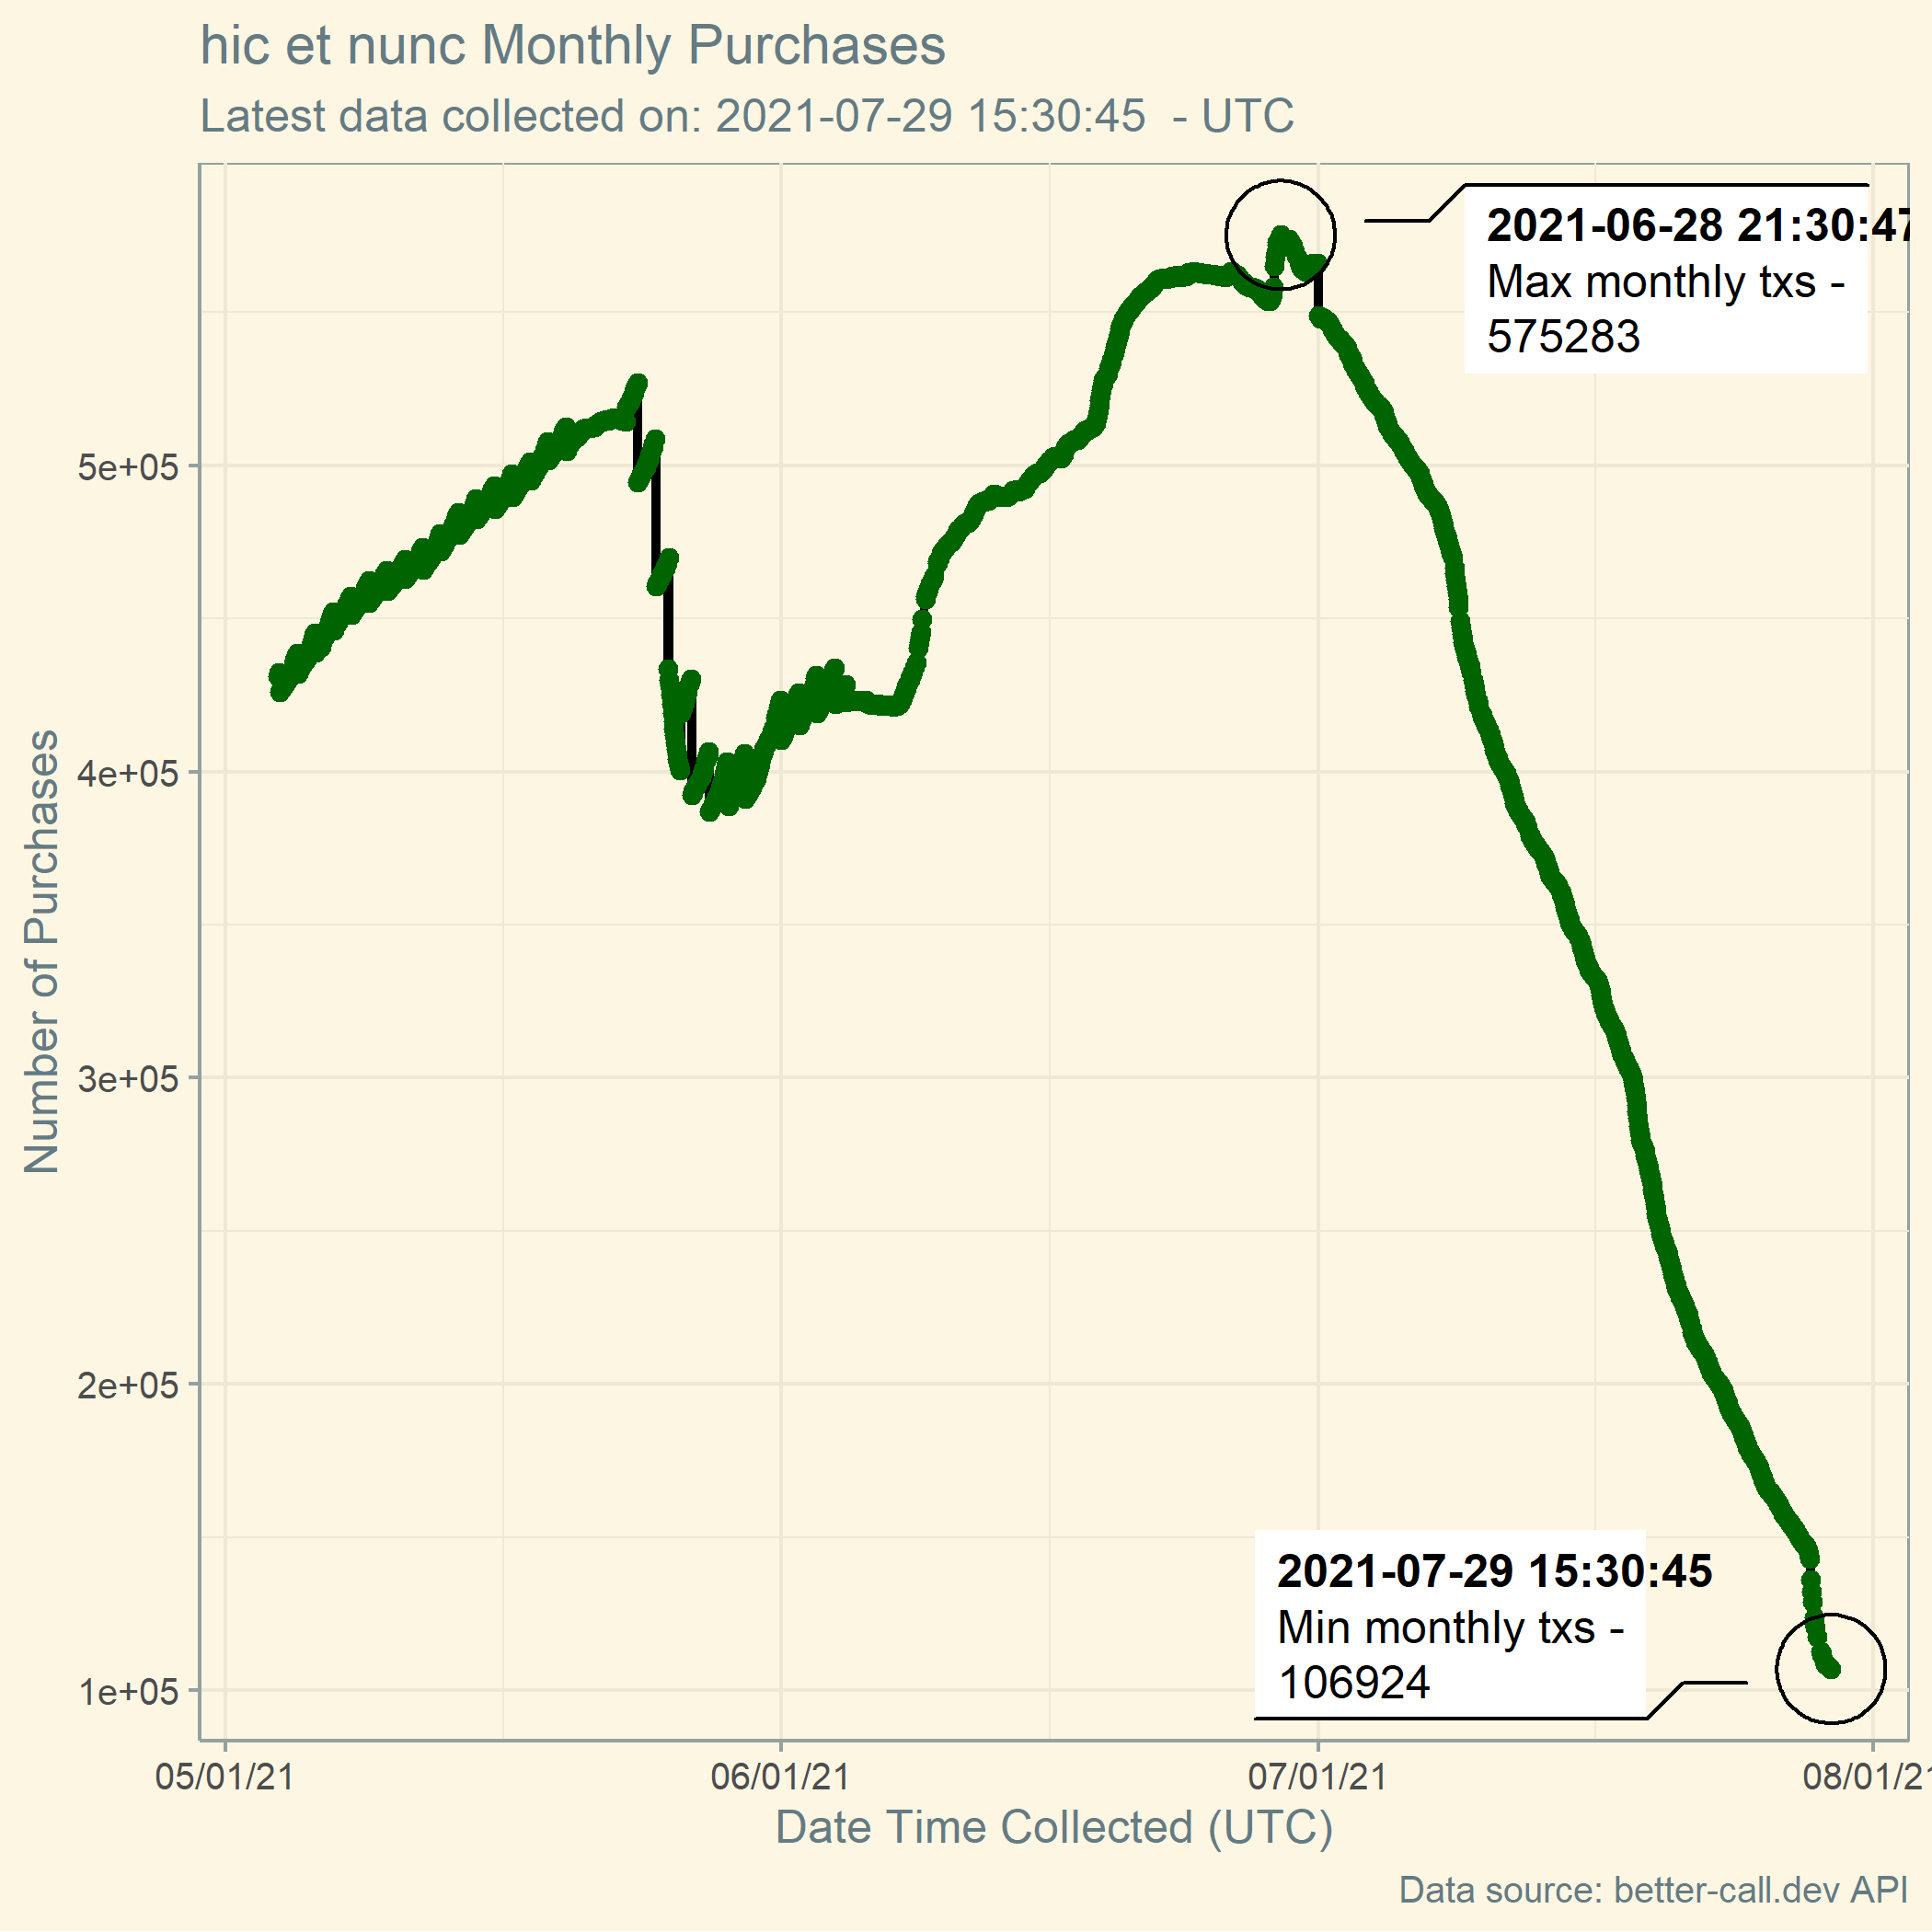 hic et nunc Monthly Purchases
Latest data collected on: 2021-07-29 15:30:45 - UTC
2021-06-28 21:30:47
Max monthly txs -
575283
5e+05
4e+05
3e+05
2e+05
1e+05
Number of Purchases
2021-07-29 15:30:45
Min monthly txs -
106924
05/01/21
06/01/21
07/01/21
08/01/21
Date Time Collected (UTC)
Data source: better-call.dev API